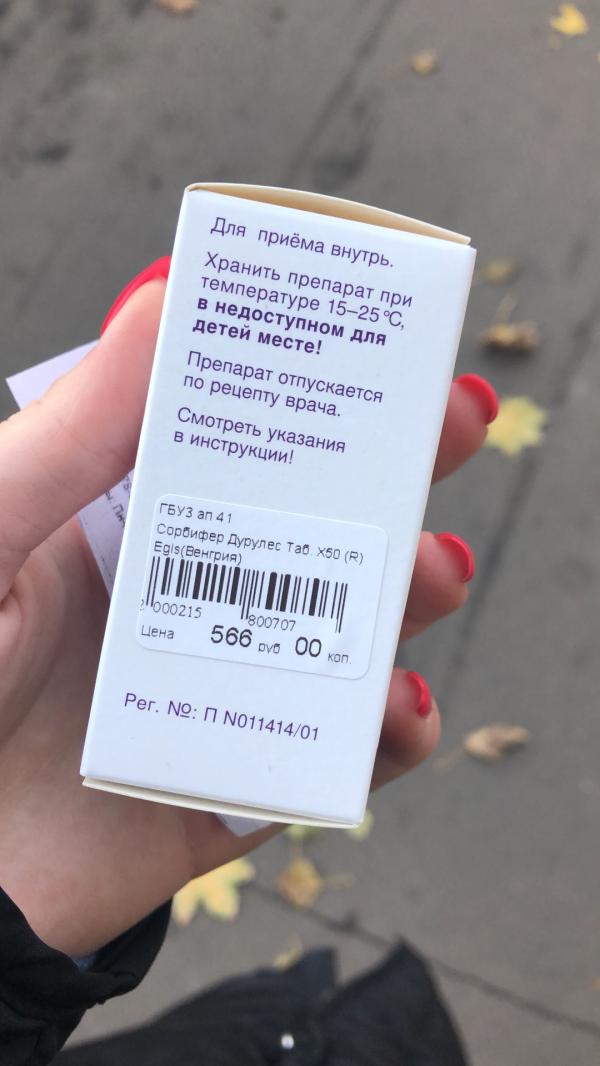 Для приёма внутрь.
Хранить препарат при
температуре 15–25°С,
в недоступном для
детей месте!
Препарат отпускается
по рецепту врача.
Смотреть указания
в инструкции!
ГБУЗ ап 41
Сорбифер Дурулес Таб. X50 (R)
Egis(Венгрия)
2 000215 800707
Цена 566 руб 00 коп.
Рег. №: П N011414/01